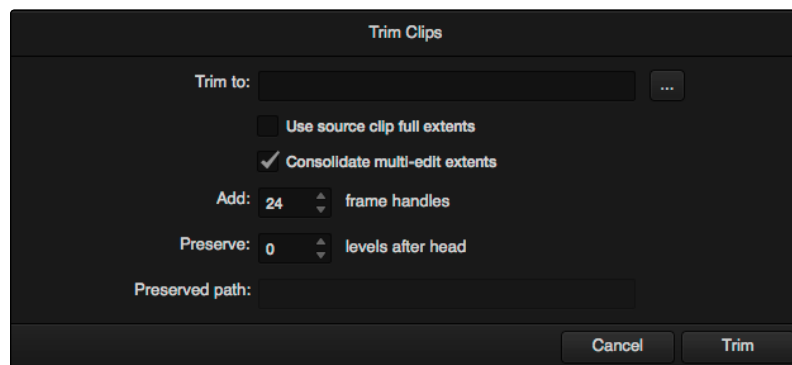 Trim Clips
Trim to: ...
Use source clip full extents
Consolidate multi-edit extents
Add: 24 frame handles
Preserve: 0 levels after head
Preserved path:
Cancel Trim